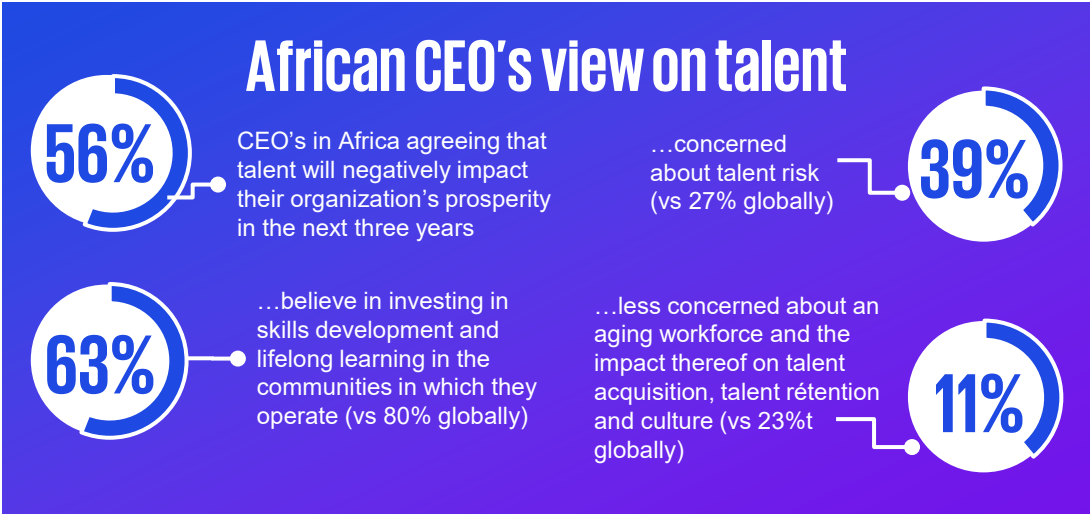 African CEO's view on talent
56%
CEO’s in Africa agreeing that
talent will negatively impact
their organization’s prosperity
in the next three years
…concerned
about talent risk
(vs 27% globally)
39%
63%
…believe in investing in
skills development and
lifelong learning in the
communities in which they
operate (vs 80% globally)
…less concerned about an
aging workforce and the
impact thereof on talent
acquisition, talent rétention
and culture (vs 23%t
globally)
11%